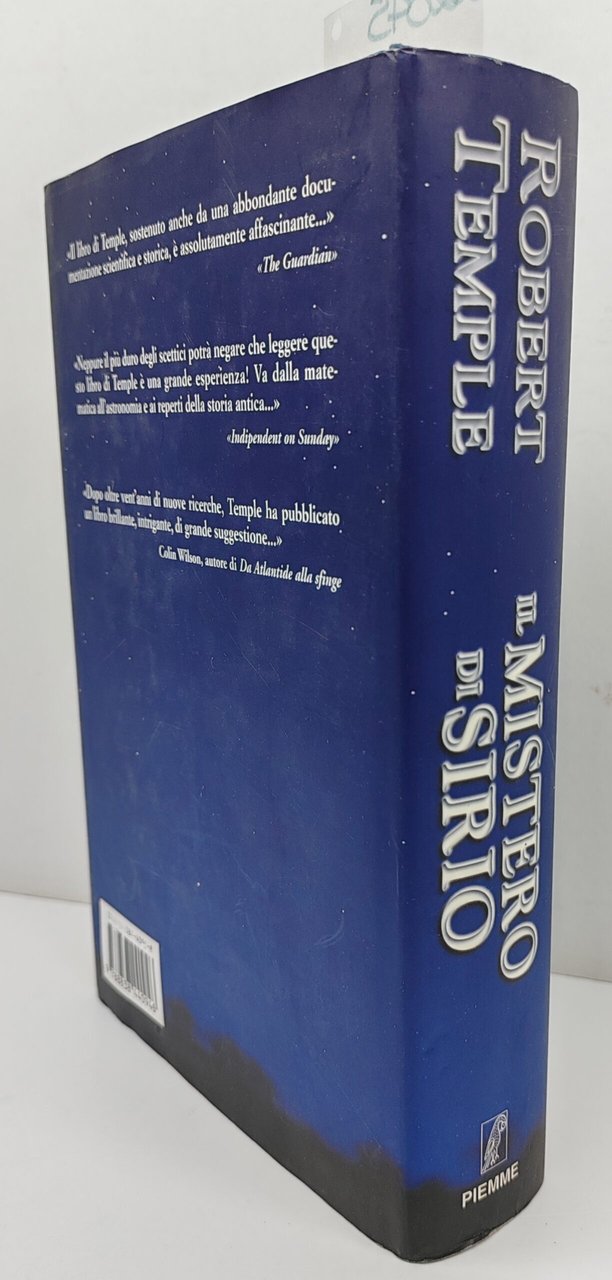 «Il libro di Temple, sostenuto anche da una abbondante docu-
mentazione scientifica e storica, è assolutamente affascinante...»
«The Guardian»
«Neppure il più duro degli scettici potrà negare che leggere que-
sto libro di Temple è una grande esperienza! Va dalla mate-
matica all'astronomia e ai reperti della storia antica...»
«Indipendent on Sunday»
«Dopo oltre vent'anni di nuove ricerche, Temple ha pubblicato
un libro brillante, intrigante, di grande suggestione...»
Colin Wilson, autore di Da Atlantide alla sfinge
ROBERT
TEMPLE
IL MISTERO
DI SIRIO
PIEMME